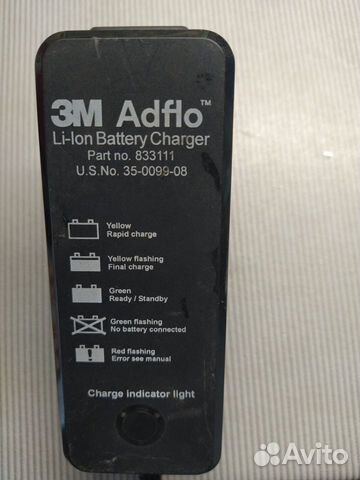 3M Adflo™
Li-Ion Battery Charger
Part no. 833111
U.S.No. 35-0099-08
Yellow
Rapid charge
Yellow flashing
Final charge
Green
Ready / Standby
Green flashing
No battery connected
Red flashing
Error see manual
Charge indicator light
Avito